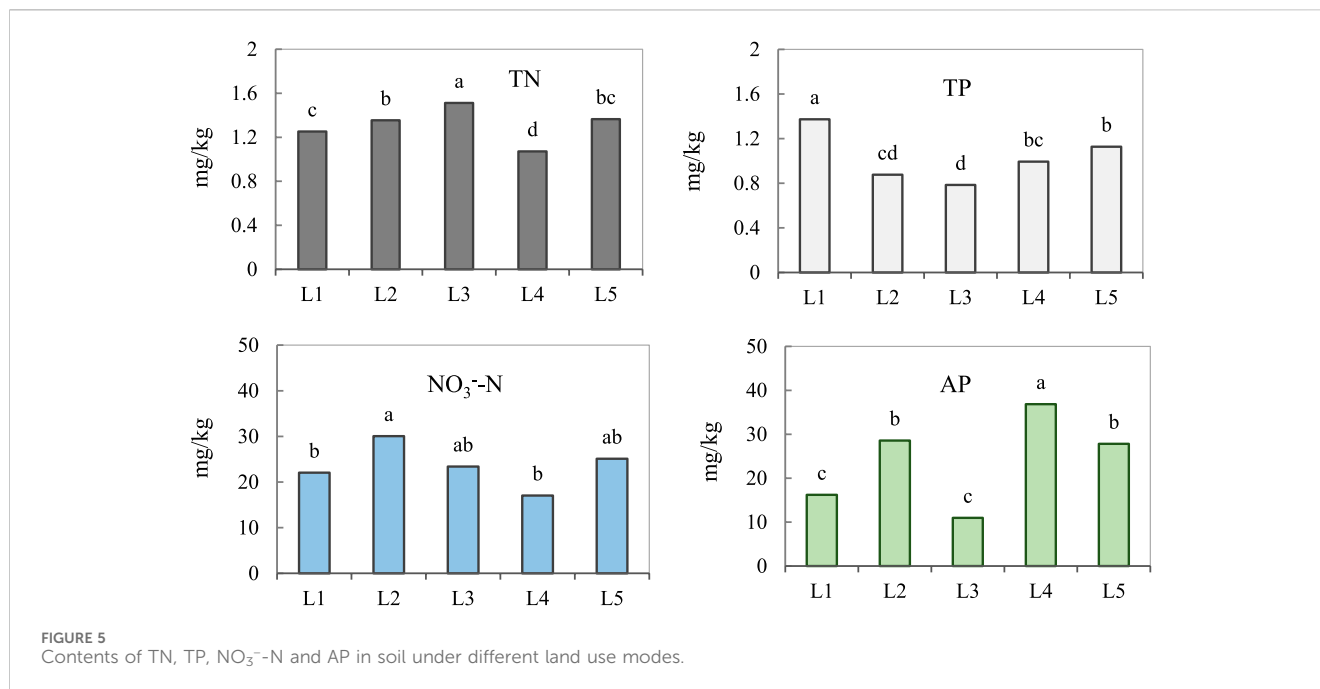 2
1.6
1.2
0.8
0.4
0
mg/kg
TN
c
b
a
d
bc
L1 L2 L3 L4 L5
2
1.6
1.2
0.8
0.4
0
mg/kg
TP
a
cd
d
bc
b
L1 L2 L3 L4 L5
50
40
30
20
10
0
mg/kg
NO₃⁻-N
b
a
ab
b
ab
L1 L2 L3 L4 L5
50
40
30
20
10
0
mg/kg
AP
c
b
c
a
b
L1 L2 L3 L4 L5
FIGURE 5
Contents of TN, TP, NO₃⁻-N and AP in soil under different land use modes.